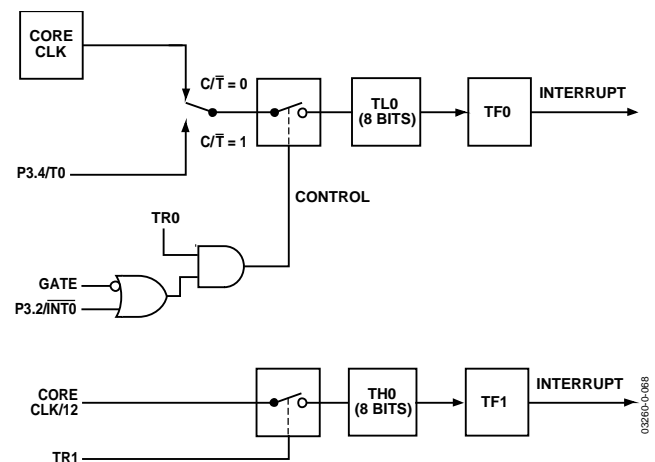 CORE
CLK
C/T̅ = 0
TL0
(8 BITS)
TF0
INTERRUPT
C/T̅ = 1
P3.4/T0
CONTROL
TR0
GATE
P3.2/I̅N̅T̅0̅
CORE
CLK/12
TH0
(8 BITS)
TF1
INTERRUPT
TR1
03260-0-068